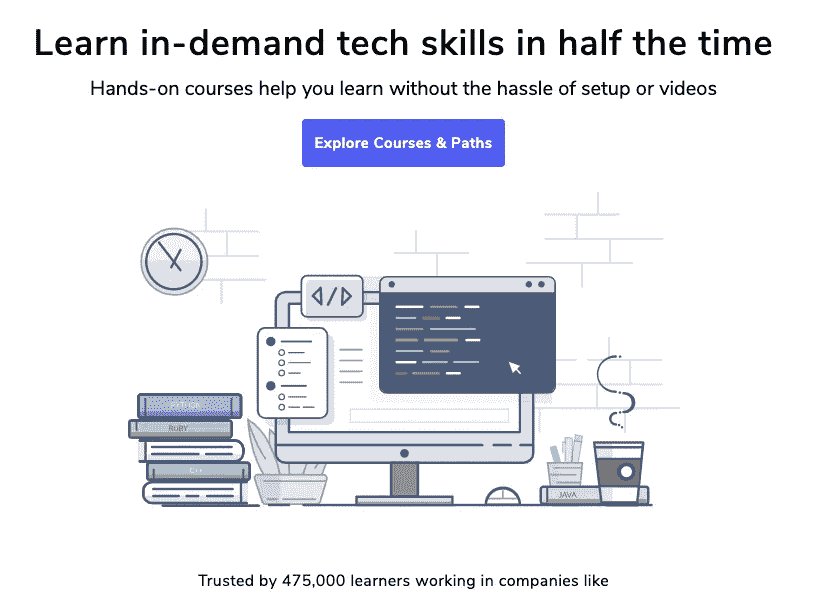 Learn in-demand tech skills in half the time
Hands-on courses help you learn without the hassle of setup or videos
Explore Courses & Paths
</>
RUBY
C++
JAVA
Trusted by 475,000 learners working in companies like